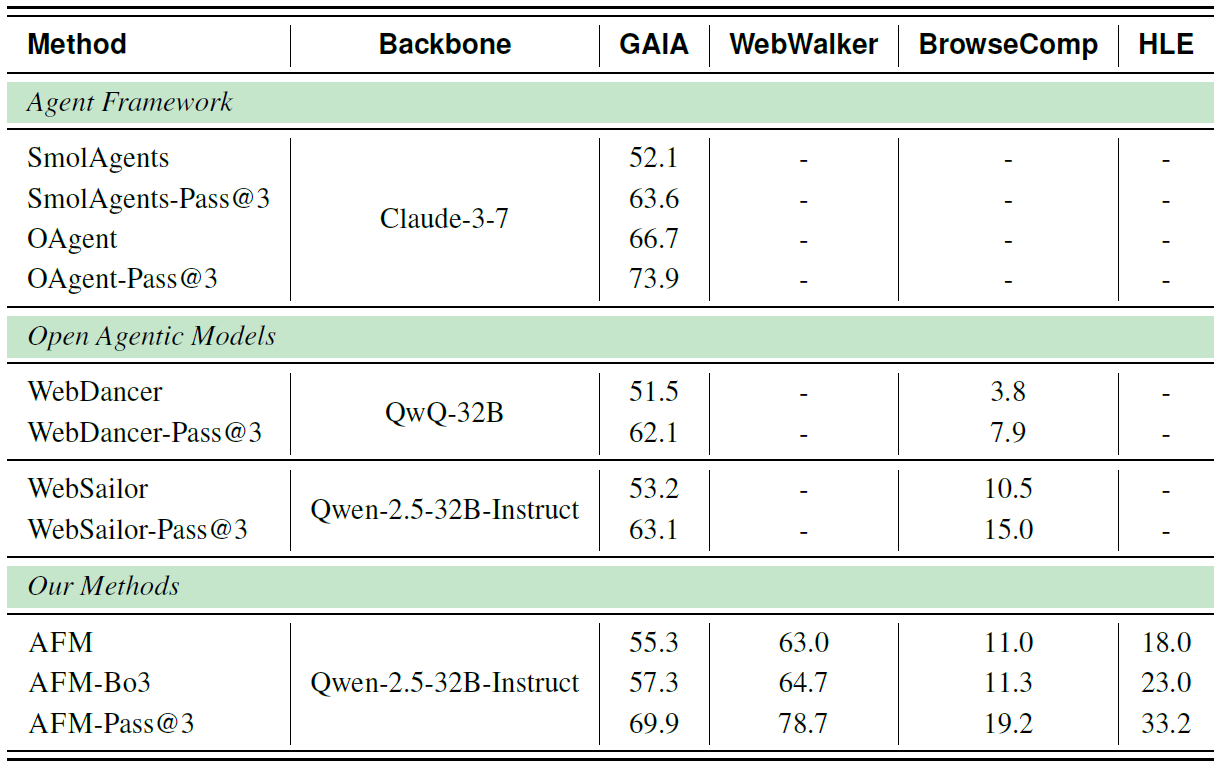 Method Backbone GAIA WebWalker BrowseComp HLE
Agent Framework
SmolAgents 52.1 - - -
SmolAgents-Pass@3 63.6 - - -
Claude-3-7
OAgent 66.7 - - -
OAgent-Pass@3 73.9 - - -
Open Agentic Models
WebDancer 51.5 - 3.8 -
QwQ-32B
WebDancer-Pass@3 62.1 - 7.9 -
WebSailor 53.2 - 10.5 -
Qwen-2.5-32B-Instruct
WebSailor-Pass@3 63.1 - 15.0 -
Our Methods
AFM 55.3 63.0 11.0 18.0
AFM-Bo3 Qwen-2.5-32B-Instruct 57.3 64.7 11.3 23.0
AFM-Pass@3 69.9 78.7 19.2 33.2